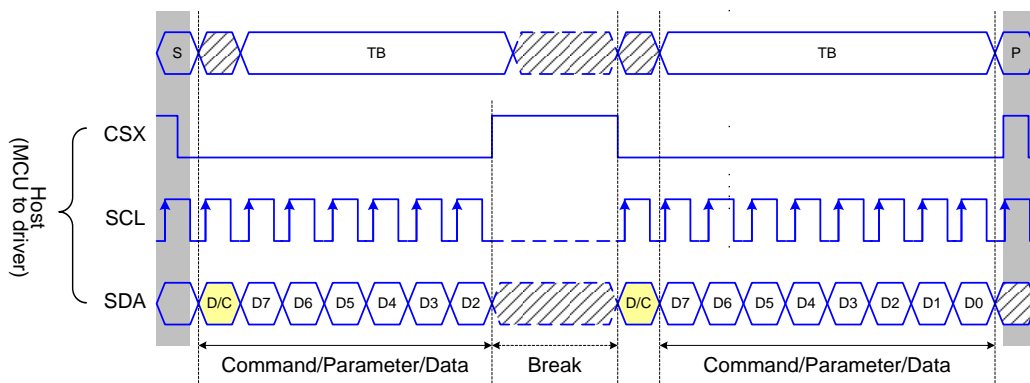 S TB TB P
CSX
Host
(MCU to driver)
SCL
SDA D/C D7 D6 D5 D4 D3 D2 D/C D7 D6 D5 D4 D3 D2 D1 D0
Command/Parameter/Data Break Command/Parameter/Data